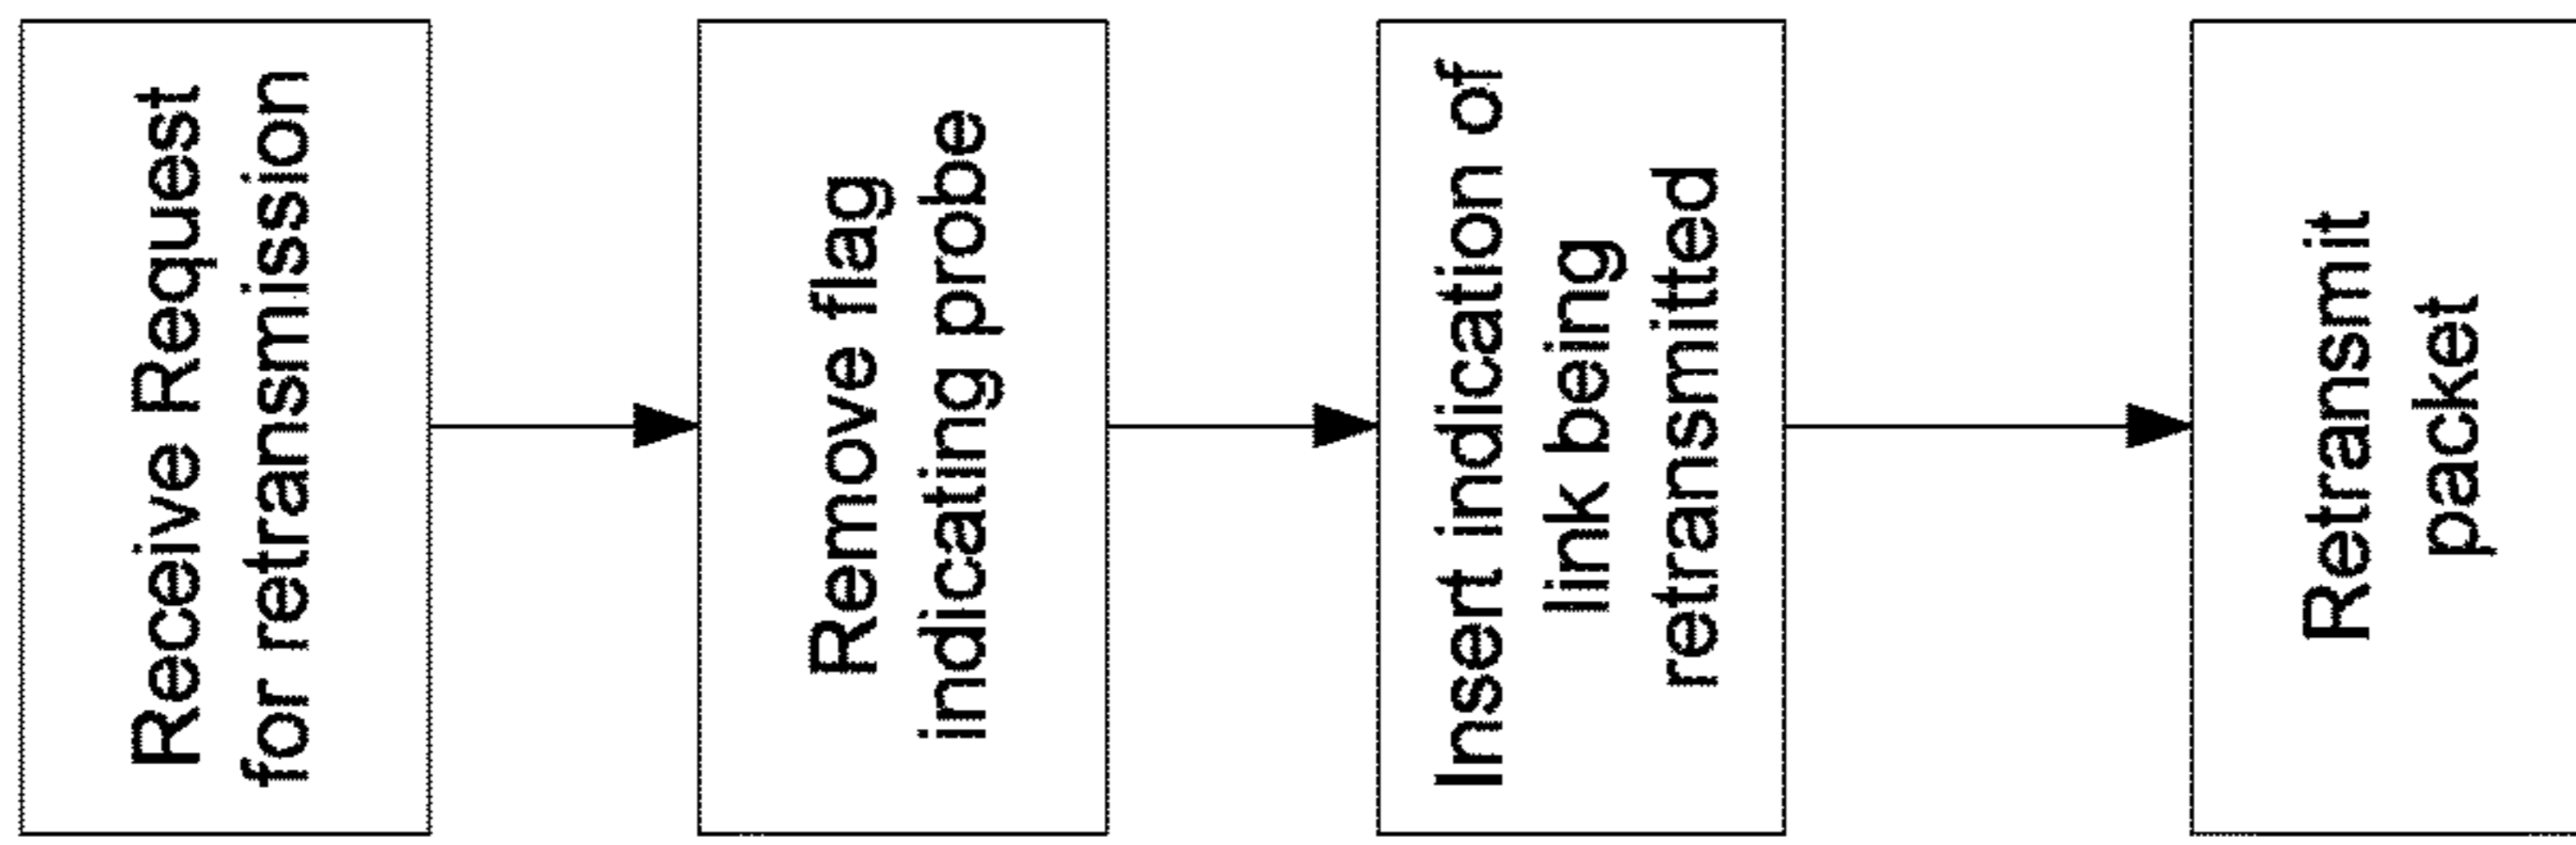 Receive Request
for retransmission
Remove flag
indicating probe
Insert indication of
link being
retransmitted
Retransmit
packet